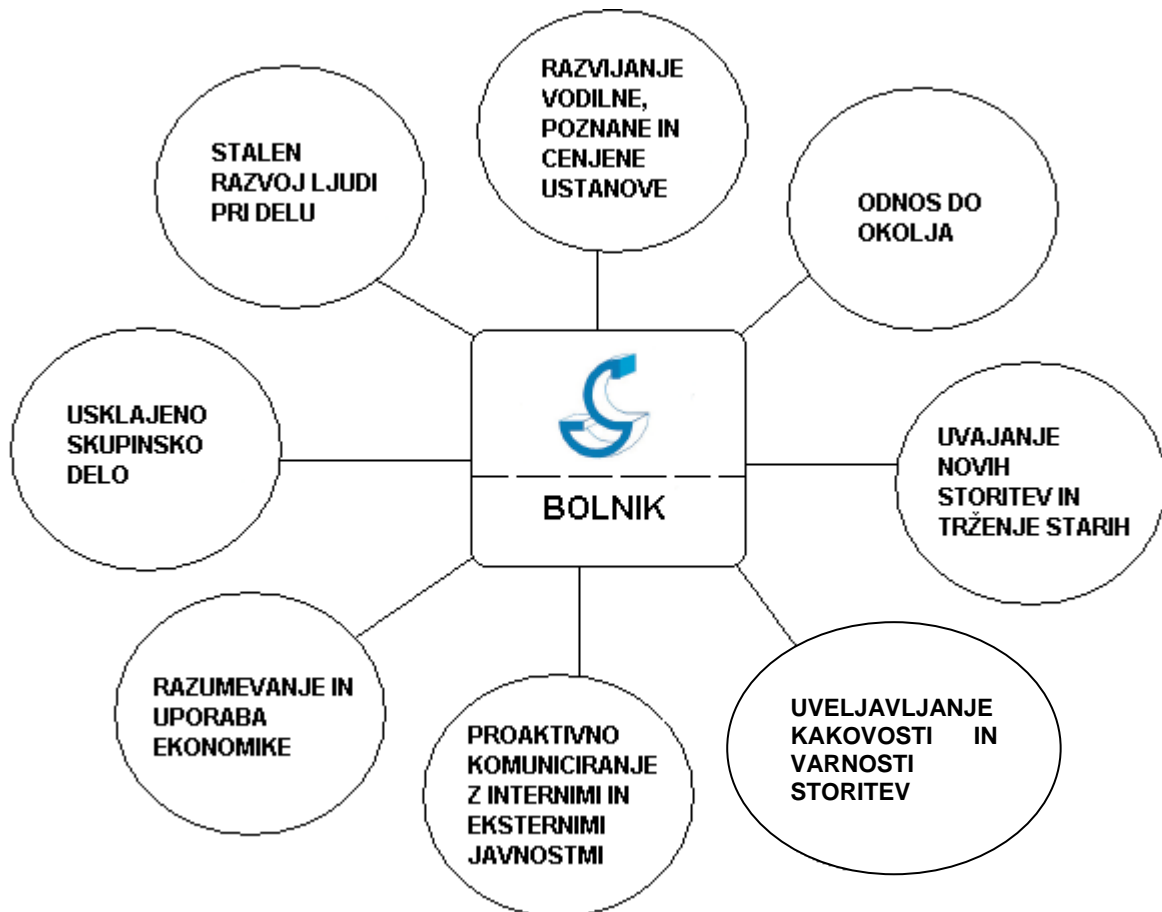 RAZVIJANJE
VODILNE,
POZNANE IN
CENJENE
USTANOVE
STALEN
RAZVOJ LJUDI
PRI DELU
ODNOS DO
OKOLJA
USKLAJENO
SKUPINSKO
DELO
BOLNIK
UVAJANJE
NOVIH
STORITEV IN
TRŽENJE STARIH
RAZUMEVANJE IN
UPORABA
EKONOMIKE
PROAKTIVNO
KOMUNICIRANJE
Z INTERNIMI IN
EKSTERNIMI
JAVNOSTMI
UVELJAVLJANJE
KAKOVOSTI IN
VARNOSTI
STORITEV